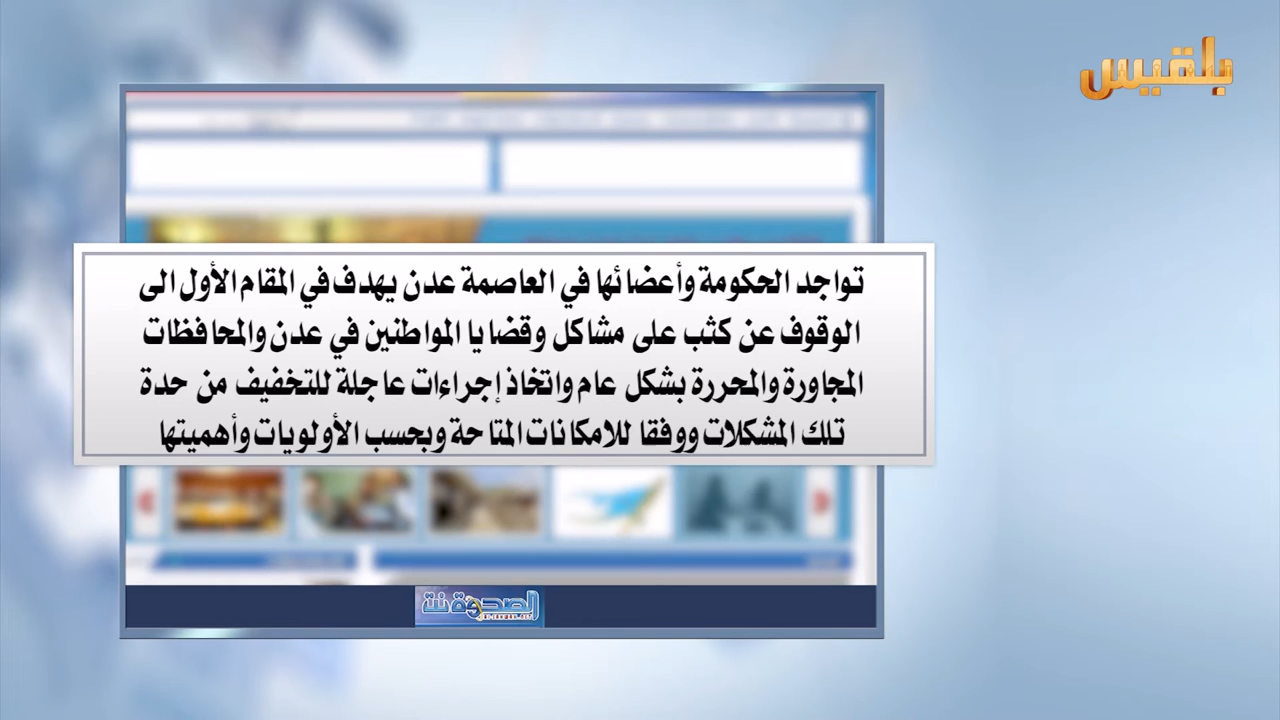 بلقيس
تواجد الحكومة وأعضائها في العاصمة عدن يهدف في المقام الأول الى
الوقوف عن كثب على مشاكل وقضايا المواطنين في عدن والمحافظات
المجاورة والمحررة بشكل عام واتخاذ إجراءات عاجلة للتخفيف من حدة
تلك المشكلات ووفقا للامكانات المتاحة وبحسب الأولويات وأهميتها
الصحوة نت